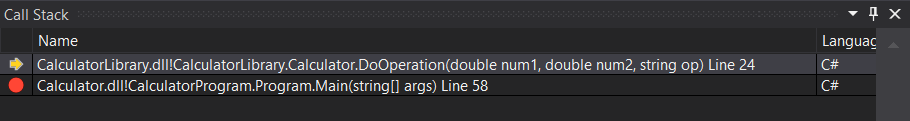 Call Stack
Name Languag
CalculatorLibrary.dll!CalculatorLibrary.Calculator.DoOperation(double num1, double num2, string op) Line 24 C#
Calculator.dll!CalculatorProgram.Program.Main(string[] args) Line 58 C#